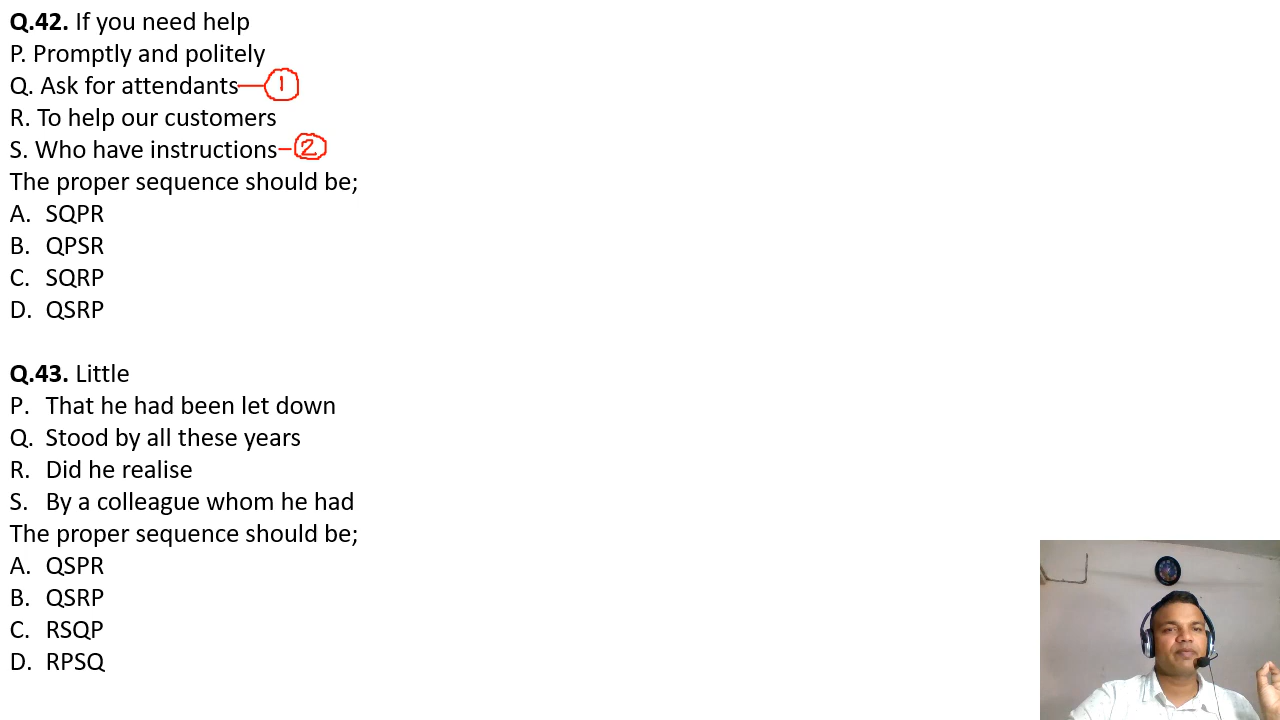 Q.42. If you need help
P. Promptly and politely
Q. Ask for attendants 1
R. To help our customers
S. Who have instructions 2
The proper sequence should be;
A. SQPR
B. QPSR
C. SQRP
D. QSRP
Q.43. Little
P. That he had been let down
Q. Stood by all these years
R. Did he realise
S. By a colleague whom he had
The proper sequence should be;
A. QSPR
B. QSRP
C. RSQP
D. RPSQ